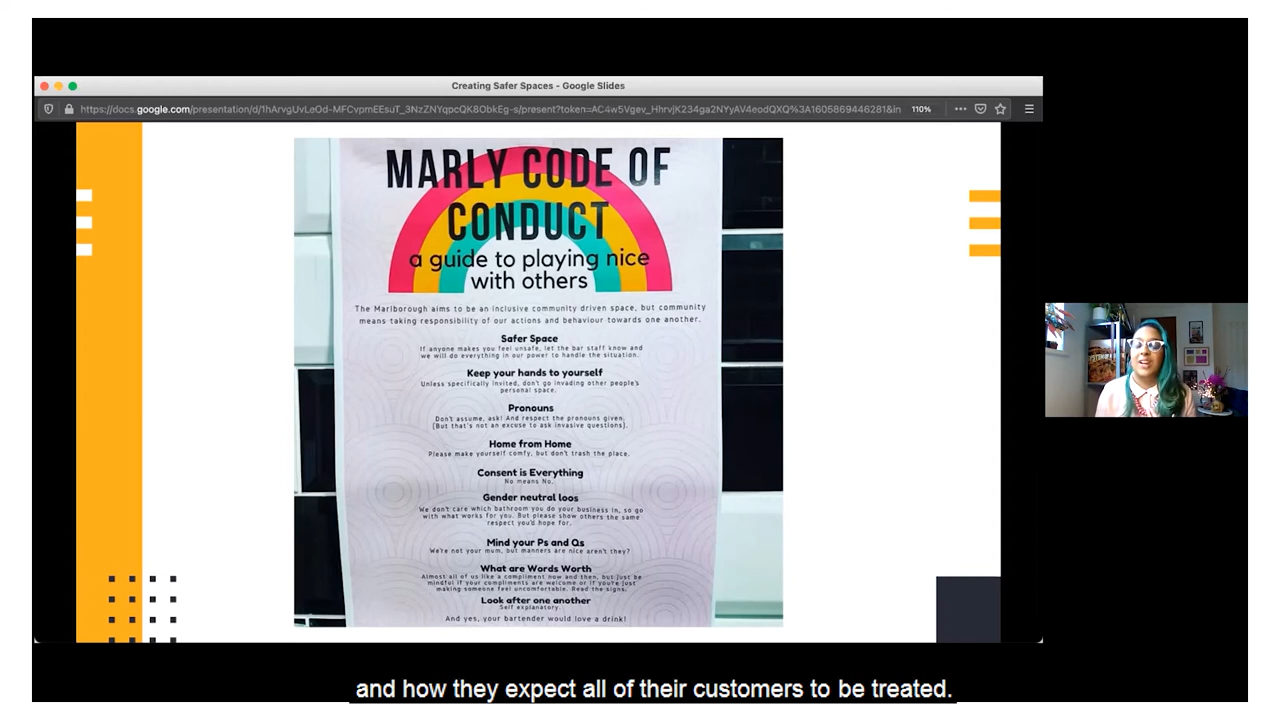 Creating Safer Spaces - Google Slides
110%
MARLY CODE OF
CONDUCT
a guide to playing nice
with others
The Marlborough aims to be an inclusive community driven space, but community
means taking responsibility of our actions and behaviour towards one another.
Safer Space
If anyone makes you feel unsafe, let the bar staff know and
we will do everything in our power to handle the situation.
Keep your hands to yourself
Unless specifically invited, don't go invading other people's
personal space.
Pronouns
Don't assume, ask! And respect the pronouns given.
(But that's not an excuse to ask invasive questions).
Home from Home
Please make yourself comfy, but don't trash the place.
Consent is Everything
No means No.
Gender neutral loos
We don't care which bathroom you do your business in, so go
with what works for you. But please show others the same
respect you'd hope for.
Mind your Ps and Qs
We're not your mum, but manners are nice aren't they?
What are Words Worth
Almost all of us like a compliment now and then, but just be
mindful if your compliments are welcome or if you're just
making someone feel uncomfortable. Read the signs.
Look after one another
Self explanatory.
And yes, your bartender would love a drink!
and how they expect all of their customers to be treated.